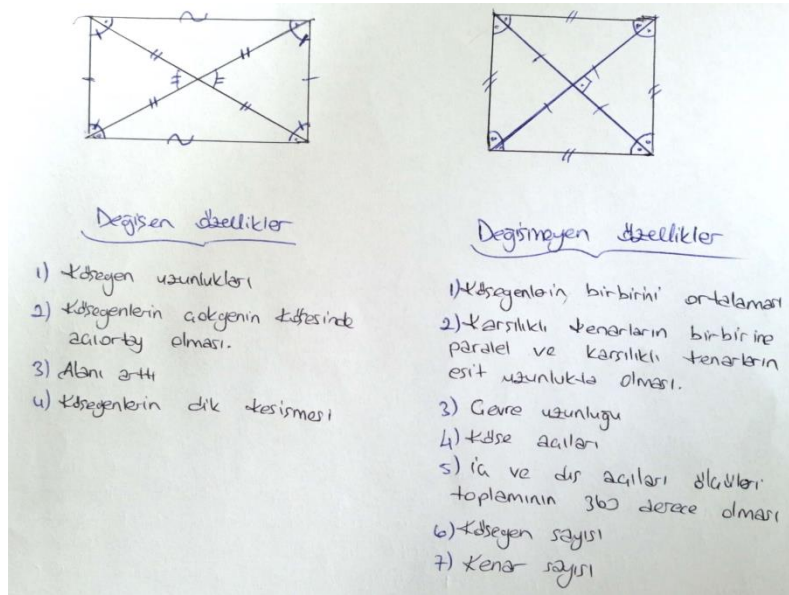 Değişen özellikler
1) Köşegen uzunlukları
2) Köşegenlerin çokgenin köşesinde
açıortay olması.
3) Alanı arttı
4) Köşegenlerin dik kesişmesi
Değişmeyen özellikler
1) Köşegenlerin birbirini ortalaması
2) Karşılıklı kenarların birbirine
paralel ve karşılıklı kenarların
eşit uzunlukta olması.
3) Çevre uzunluğu
4) Köşe açıları
5) iç ve dış açıları ölçüleri
toplamının 360 derece olması
6) Köşegen sayısı
7) Kenar sayısı